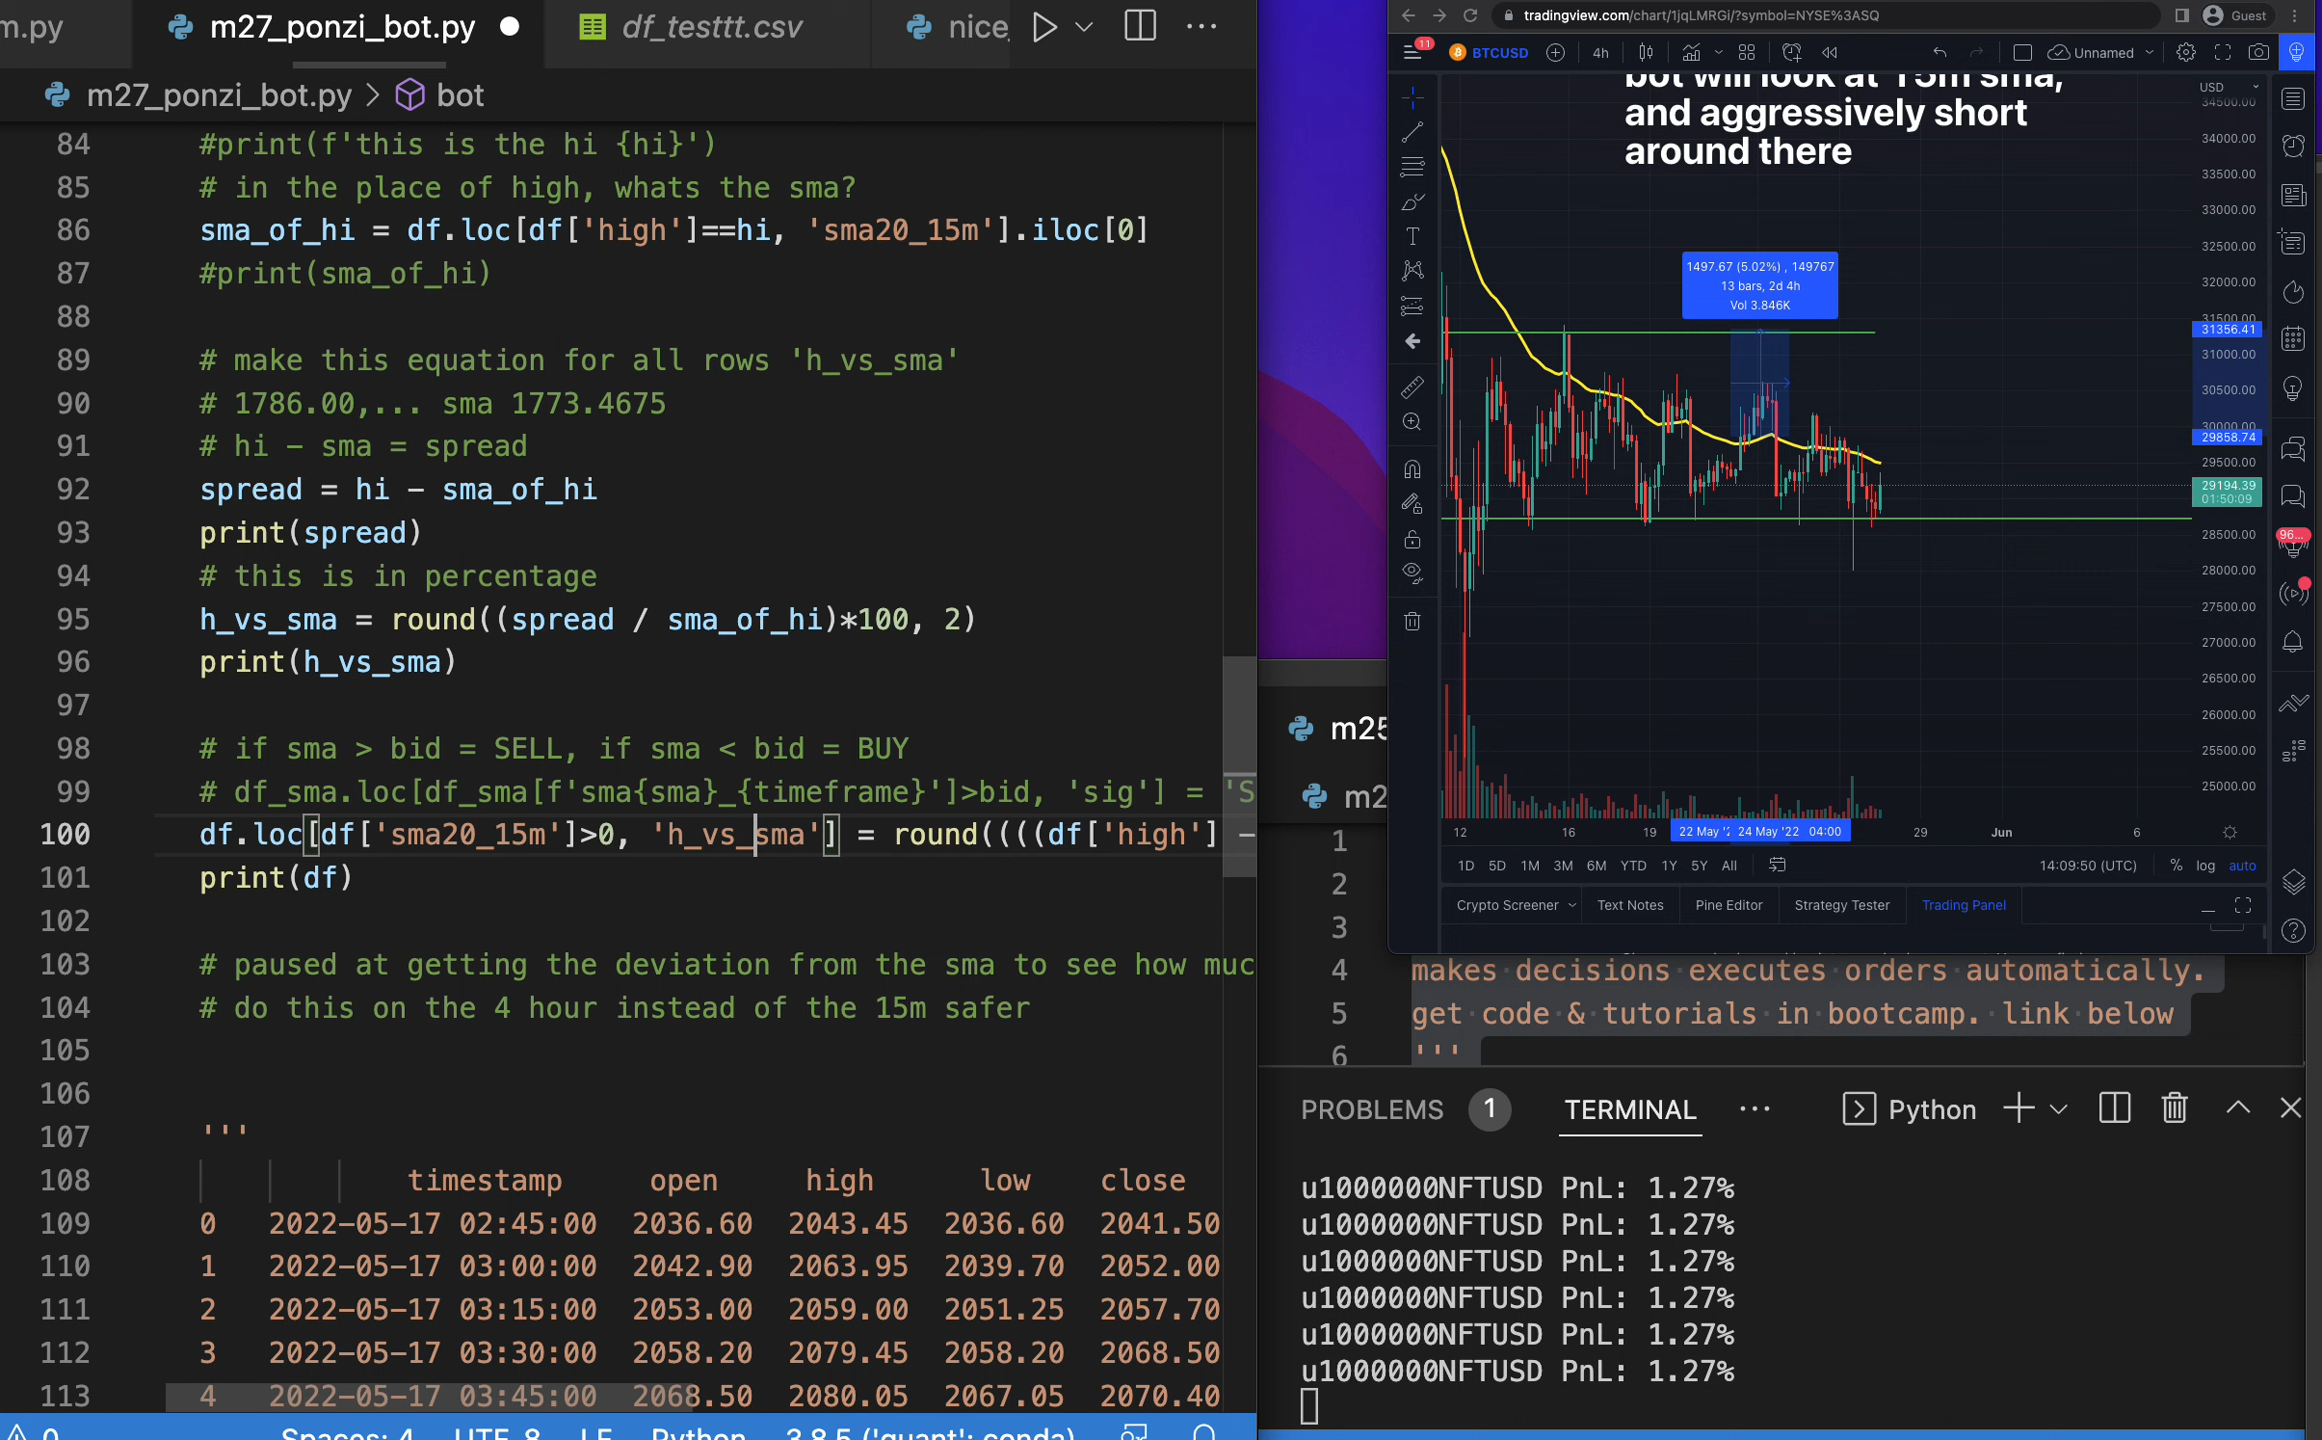 m.py
m27_ponzi_bot.py
df_testtt.csv
nice_
m27_ponzi_bot.py > bot
84 #print(f'this is the hi {hi}')
85 # in the place of high, whats the sma?
86 sma_of_hi = df.loc[df['high']==hi, 'sma20_15m'].iloc[0]
87 #print(sma_of_hi)
88
89 # make this equation for all rows 'h_vs_sma'
90 # 1786.00,... sma 1773.4675
91 # hi - sma = spread
92 spread = hi - sma_of_hi
93 print(spread)
94 # this is in percentage
95 h_vs_sma = round((spread / sma_of_hi)*100, 2)
96 print(h_vs_sma)
97
98 # if sma > bid = SELL, if sma < bid = BUY
99 # df_sma.loc[df_sma[f'sma{sma}_{timeframe}']>bid, 'sig'] = 'S
100 df.loc[df['sma20_15m']>0, 'h_vs_sma'] = round((((df['high'] -
101 print(df)
102
103 # paused at getting the deviation from the sma to see how muc
104 # do this on the 4 hour instead of the 15m safer
105
106
107 '''
108 timestamp open high low close
109 0 2022-05-17 02:45:00 2036.60 2043.45 2036.60 2041.50
110 1 2022-05-17 03:00:00 2042.90 2063.95 2039.70 2052.00
111 2 2022-05-17 03:15:00 2053.00 2059.00 2051.25 2057.70
112 3 2022-05-17 03:30:00 2058.20 2079.45 2058.20 2068.50
113 4 2022-05-17 03:45:00 2068.50 2080.05 2067.05 2070.40
0 Spaces: 4 UTF-8 LF Python 3.8.5 ('quant': conda)
tradingview.com/chart/1jqLMRGi/?symbol=NYSE%3ASQ
Guest
11
BTCUSD
4h
Unnamed
bot will look at 15m sma,
and aggressively short
around there
1497.67 (5.02%) , 149767
13 bars, 2d 4h
Vol 3.846K
USD
34500.00
34000.00
33500.00
33000.00
32500.00
32000.00
31500.00
31356.41
31000.00
30500.00
30000.00
29858.74
29500.00
29194.39
01:50:09
28500.00
28000.00
27500.00
27000.00
26500.00
26000.00
25500.00
25000.00
96...
12 16 19 22 May '2 24 May '22 04:00 29 Jun 6
1D 5D 1M 3M 6M YTD 1Y 5Y All 14:09:50 (UTC) % log auto
Crypto Screener Text Notes Pine Editor Strategy Tester Trading Panel
m25
m2
1
2
3
4 makes decisions executes orders automatically.
5 get code & tutorials in bootcamp. link below
6 '''
PROBLEMS 1 TERMINAL ... Python
u1000000NFTUSD PnL: 1.27%
u1000000NFTUSD PnL: 1.27%
u1000000NFTUSD PnL: 1.27%
u1000000NFTUSD PnL: 1.27%
u1000000NFTUSD PnL: 1.27%
u1000000NFTUSD PnL: 1.27%